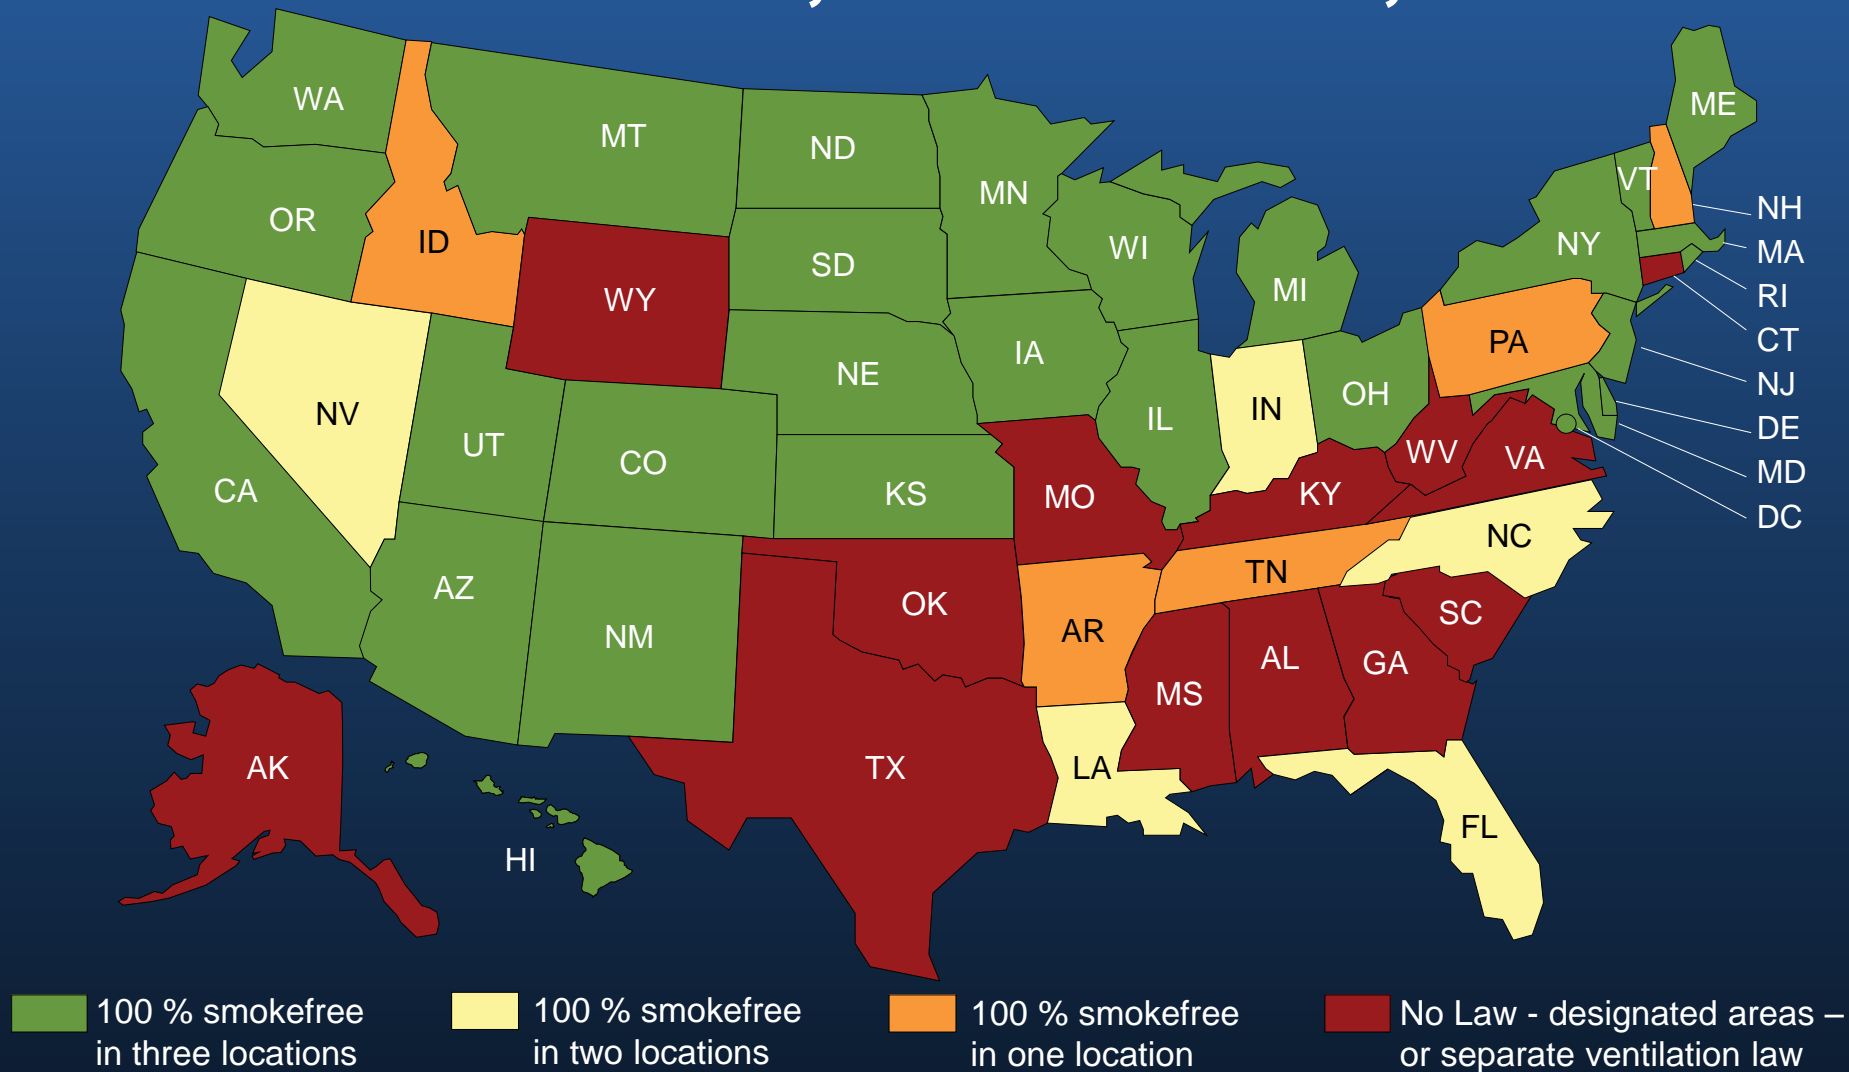 WA
MT
ND
MN
ME
VT
OR
ID
SD
WI
NY
NH
MA
WY
MI
RI
NE
IA
PA
CT
NV
IN
OH
NJ
UT
CO
IL
DE
CA
KS
MO
WV
VA
MD
KY
DC
AZ
NM
OK
AR
TN
NC
SC
MS
AL
GA
AK
TX
LA
HI
FL
100 % smokefree
in three locations
100 % smokefree
in two locations
100 % smokefree
in one location
No Law - designated areas –
or separate ventilation law